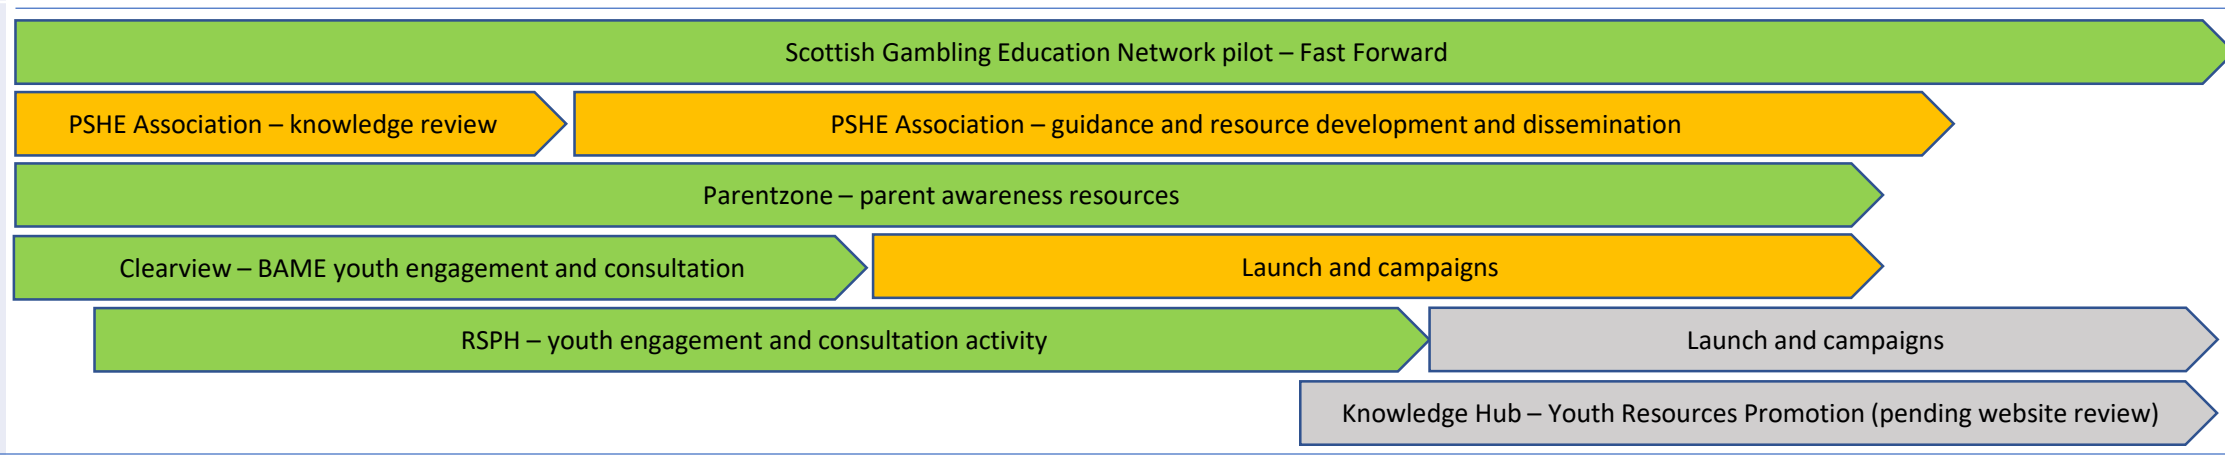 Scottish Gambling Education Network pilot – Fast Forward
PSHE Association – knowledge review
PSHE Association – guidance and resource development and dissemination
Parentzone – parent awareness resources
Clearview – BAME youth engagement and consultation
Launch and campaigns
RSPH – youth engagement and consultation activity
Launch and campaigns
Knowledge Hub – Youth Resources Promotion (pending website review)